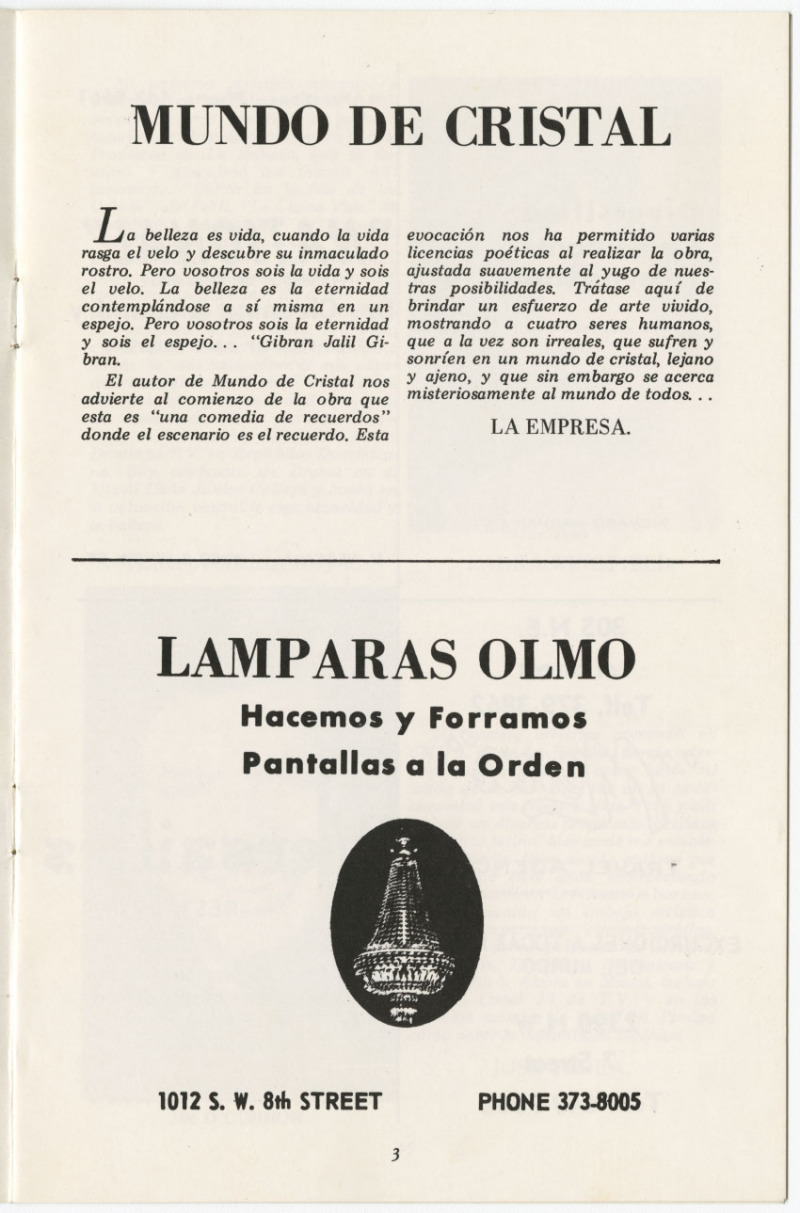 MUNDO DE CRISTAL
La belleza es vida, cuando la vida
rasga el velo y descubre su inmaculado
rostro. Pero vosotros sois la vida y sois
el velo. La belleza es la eternidad
contemplándose a sí misma en un
espejo. Pero vosotros sois la eternidad
y sois el espejo... "Gibran Jalil Gi-
bran.
El autor de Mundo de Cristal nos
advierte al comienzo de la obra que
esta es "una comedia de recuerdos"
donde el escenario es el recuerdo. Esta
evocación nos ha permitido varias
licencias poéticas al realizar la obra,
ajustada suavemente al yugo de nues-
tras posibilidades. Trátase aquí de
brindar un esfuerzo de arte vivido,
mostrando a cuatro seres humanos,
que a la vez son irreales, que sufren y
sonríen en un mundo de cristal, lejano
y ajeno, y que sin embargo se acerca
misteriosamente al mundo de todos...
LA EMPRESA.
LAMPARAS OLMO
Hacemos y Forramos
Pantallas a la Orden
1012 S. W. 8th STREET PHONE 373-8005
3